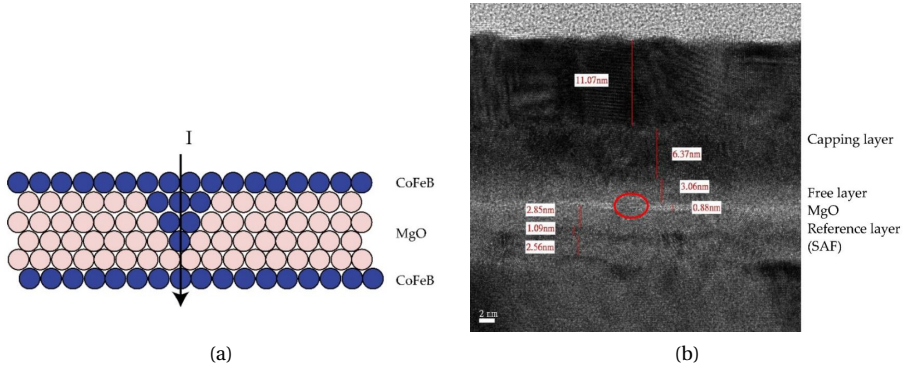 I
CoFeB
MgO
CoFeB
(a)
11.07nm
6.37nm
3.06nm
0.88nm
2.85nm
1.09nm
2.56nm
2 nm
Capping layer
Free layer
MgO
Reference layer
(SAF)
(b)